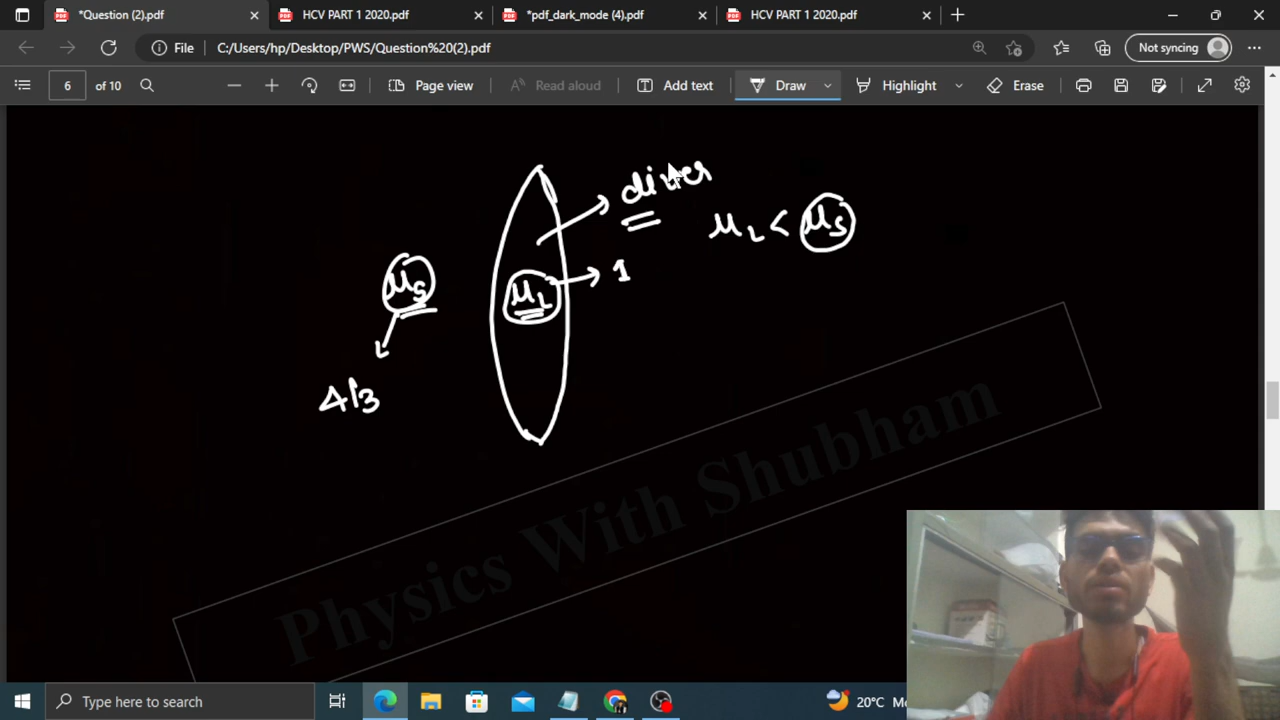 *Question (2).pdf
HCV PART 1 2020.pdf
*pdf_dark_mode (4).pdf
HCV PART 1 2020.pdf
File
C:/Users/hp/Desktop/PWS/Question%20(2).pdf
Not syncing
6 of 10
Page view
Read aloud
Add text
Draw
Highlight
Erase
diver
μL < μs
μs
μL → 1
4/3
Physics With Shubham
Type here to search
20°C